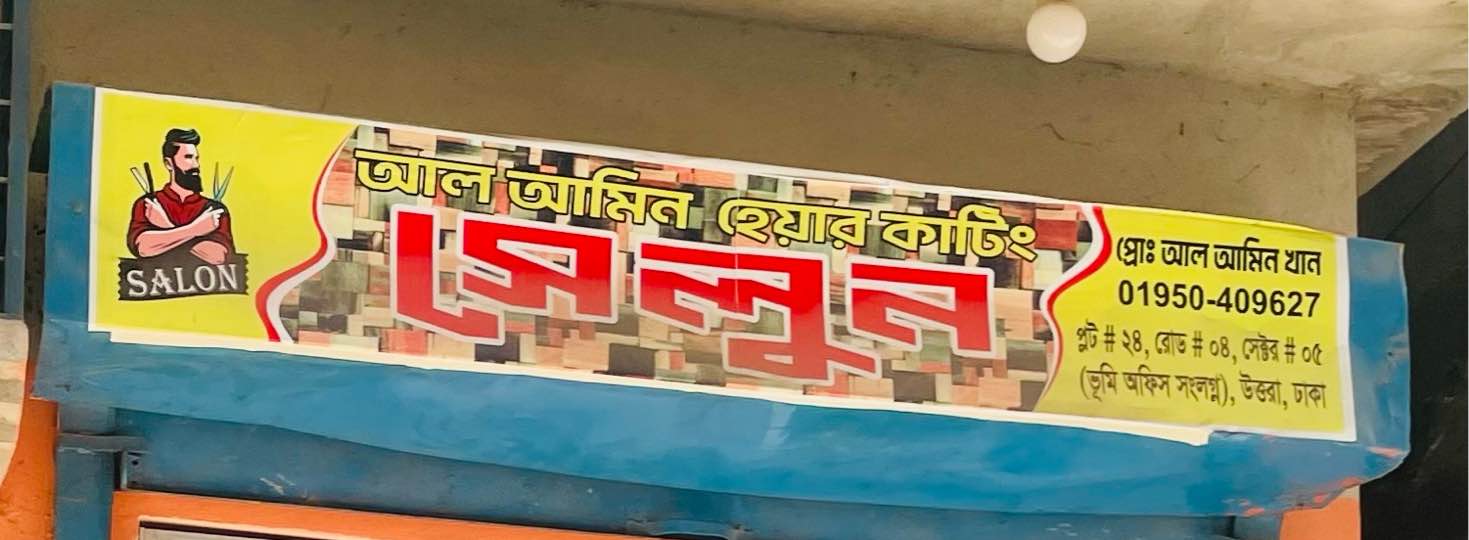 SALON
আল আমিন হেয়ার কাটিং
সেলুন
প্রোঃ আল আমিন খান
01950-409627
প্লট # ২৪, রোড # ০৪, সেক্টর # ০৫
(ভূমি অফিস সংলগ্ন), উত্তরা, ঢাকা